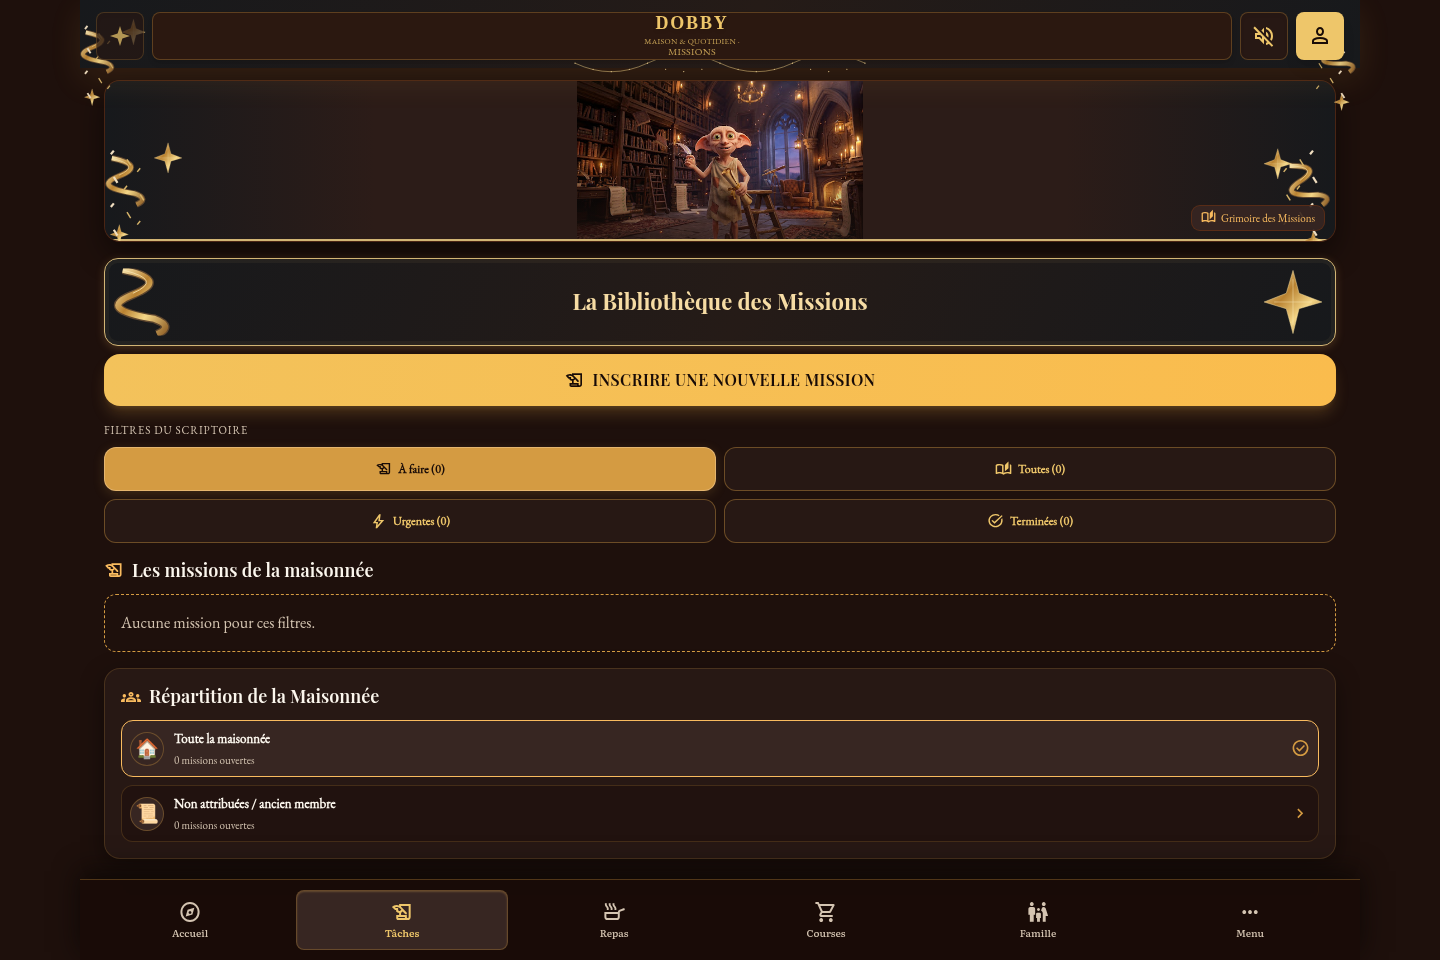 DOBBY
MAISON & QUOTIDIEN ·
MISSIONS
Grimoire des Missions
La Bibliothèque des Missions
INSCRIRE UNE NOUVELLE MISSION
FILTRES DU SCRIPTOIRE
À faire (0)
Toutes (0)
Urgentes (0)
Terminées (0)
Les missions de la maisonnée
Aucune mission pour ces filtres.
Répartition de la Maisonnée
Toute la maisonnée
0 missions ouvertes
Non attribuées / ancien membre
0 missions ouvertes
Accueil
Tâches
Repas
Courses
Famille
Menu